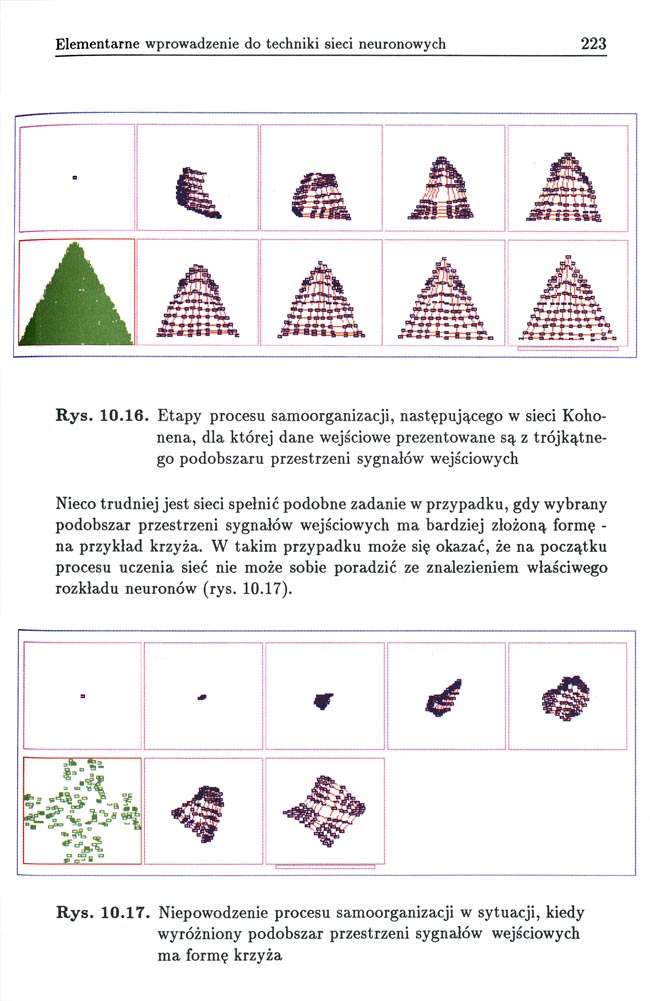 Elementarne wprowadzenie do techniki sieci neuronowych 223
Rys. 10.16. Etapy procesu samoorganizacji, następującego w sieci Koho-
nena, dla której dane wejściowe prezentowane są z trójkątne-
go podobszaru przestrzeni sygnałów wejściowych
Nieco trudniej jest sieci spełnić podobne zadanie w przypadku, gdy wybrany
podobszar przestrzeni sygnałów wejściowych ma bardziej złożoną formę -
na przykład krzyża. W takim przypadku może się okazać, że na początku
procesu uczenia sieć nie może sobie poradzić ze znalezieniem właściwego
rozkładu neuronów (rys. 10.17).
Rys. 10.17. Niepowodzenie procesu samoorganizacji w sytuacji, kiedy
wyróżniony podobszar przestrzeni sygnałów wejściowych
ma formę krzyża